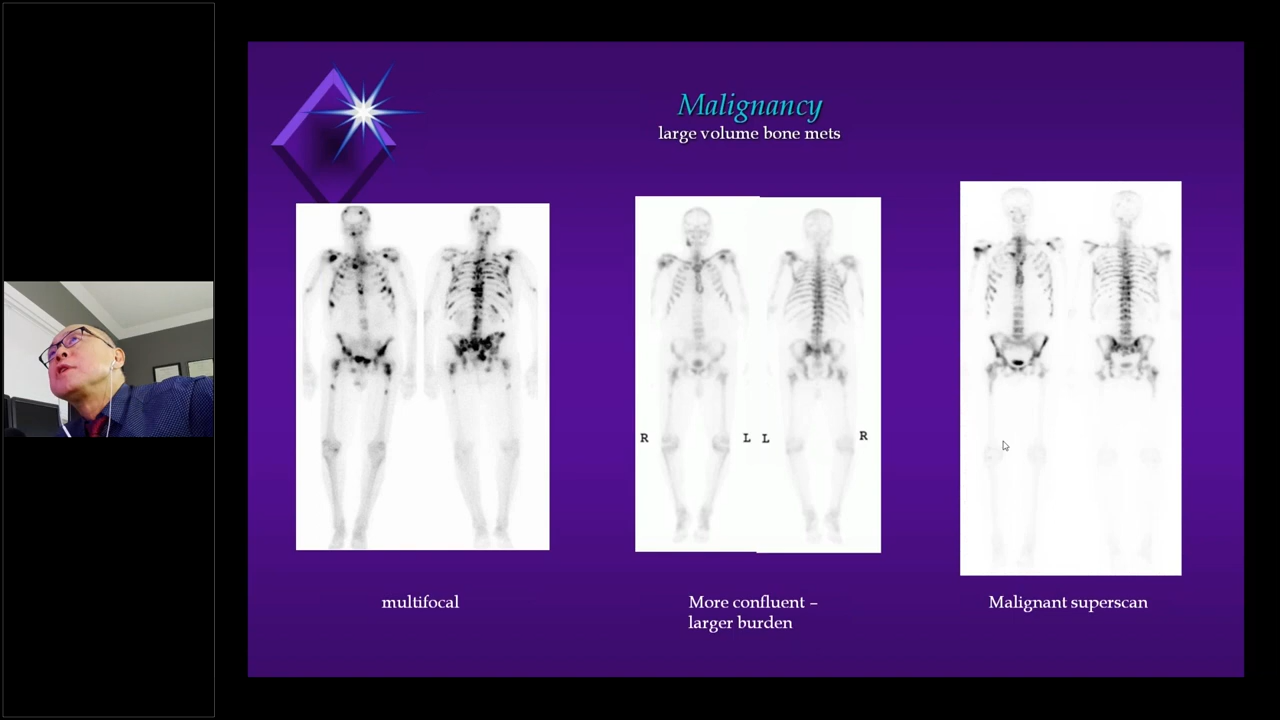 Malignancy
large volume bone mets
R
L
L
R
multifocal
More confluent –
larger burden
Malignant superscan